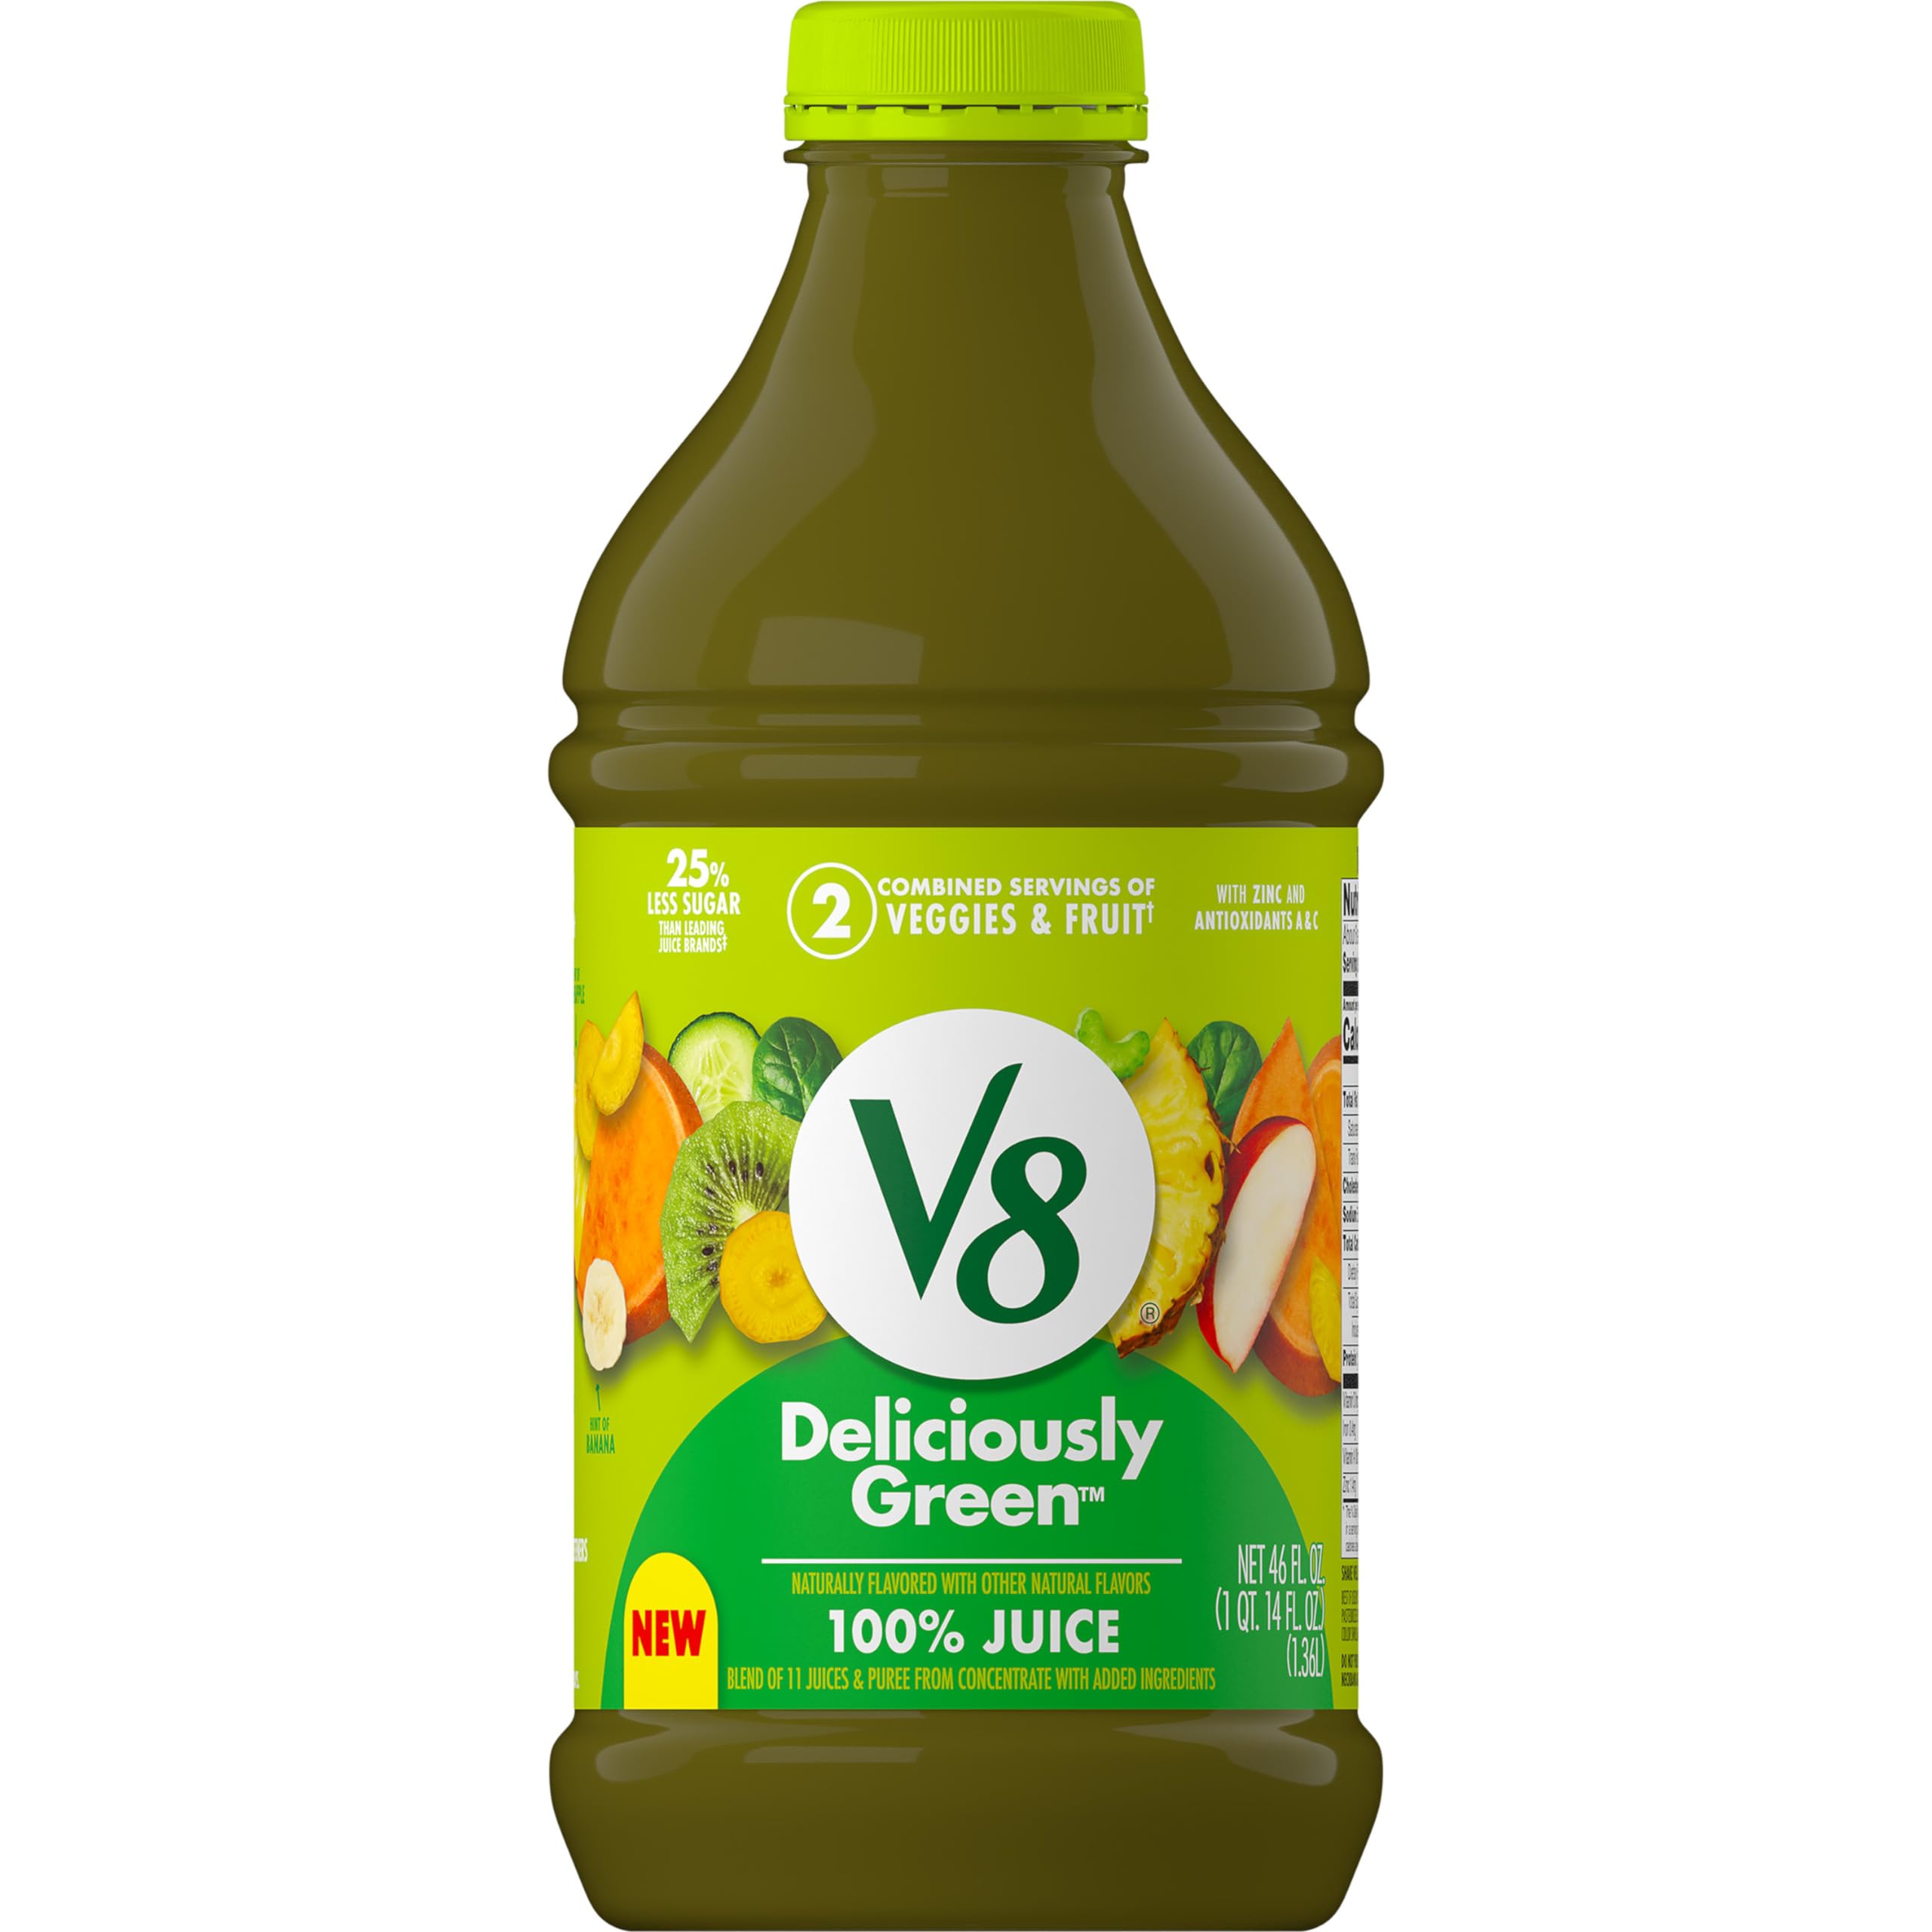 25%
LESS SUGAR
THAN LEADING
JUICE BRANDS‡
2
COMBINED SERVINGS OF
VEGGIES & FRUIT†
WITH ZINC AND
ANTIOXIDANTS A & C
V8
®
HINT OF
BANANA
Deliciously
Green™
NATURALLY FLAVORED WITH OTHER NATURAL FLAVORS
100% JUICE
BLEND OF 11 JUICES & PUREE FROM CONCENTRATE WITH ADDED INGREDIENTS
NEW
NET 46 FL. OZ.
(1 QT. 14 FL. OZ.)
(1.36L)